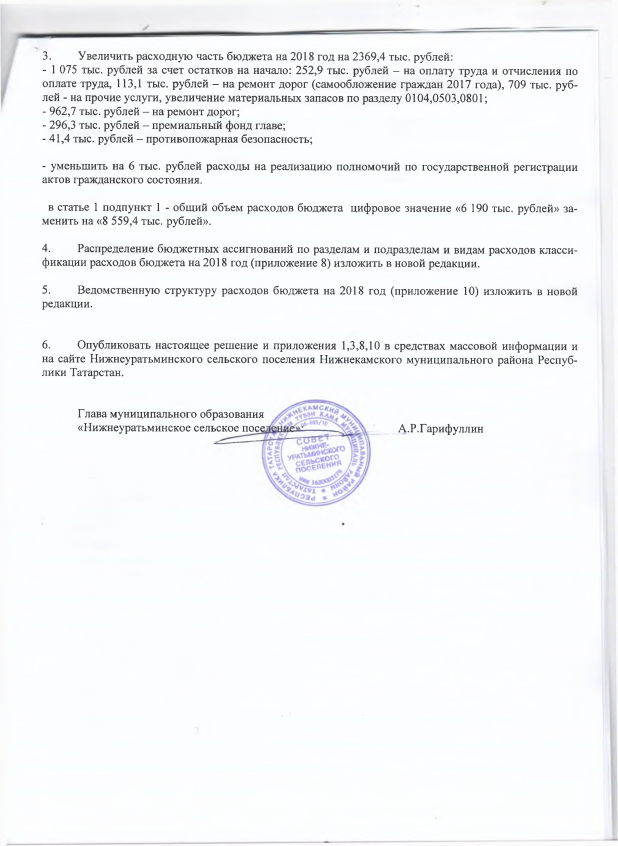 3. Увеличить расходную часть бюджета на 2018 год на 2369,4 тыс. рублей:
- 1 075 тыс. рублей за счет остатков на начало: 252,9 тыс. рублей – на оплату труда и отчисления по
оплате труда, 113,1 тыс. рублей – на ремонт дорог (самообложение граждан 2017 года), 709 тыс. руб-
лей - на прочие услуги, увеличение материальных запасов по разделу 0104,0503,0801;
- 962,7 тыс. рублей – на ремонт дорог;
- 296,3 тыс. рублей – премиальный фонд главе;
- 41,4 тыс. рублей – противопожарная безопасность;
- уменьшить на 6 тыс. рублей расходы на реализацию полномочий по государственной регистрации
актов гражданского состояния.
в статье 1 подпункт 1 - общий объем расходов бюджета цифровое значение «6 190 тыс. рублей» за-
менить на «8 559,4 тыс. рублей».
4. Распределение бюджетных ассигнований по разделам и подразделам и видам расходов класси-
фикации расходов бюджета на 2018 год (приложение 8) изложить в новой редакции.
5. Ведомственную структуру расходов бюджета на 2018 год (приложение 10) изложить в новой
редакции.
6. Опубликовать настоящее решение и приложения 1,3,8,10 в средствах массовой информации и
на сайте Нижнеуратьминского сельского поселения Нижнекамского муниципального района Респуб-
лики Татарстан.
Глава муниципального образования
«Нижнеуратьминское сельское поселение»: А.Р.Гарифуллин
СОВЕТ
НИЖНЕ-
УРАТЬМИНСКОГО
СЕЛЬСКОГО
ПОСЕЛЕНИЯ